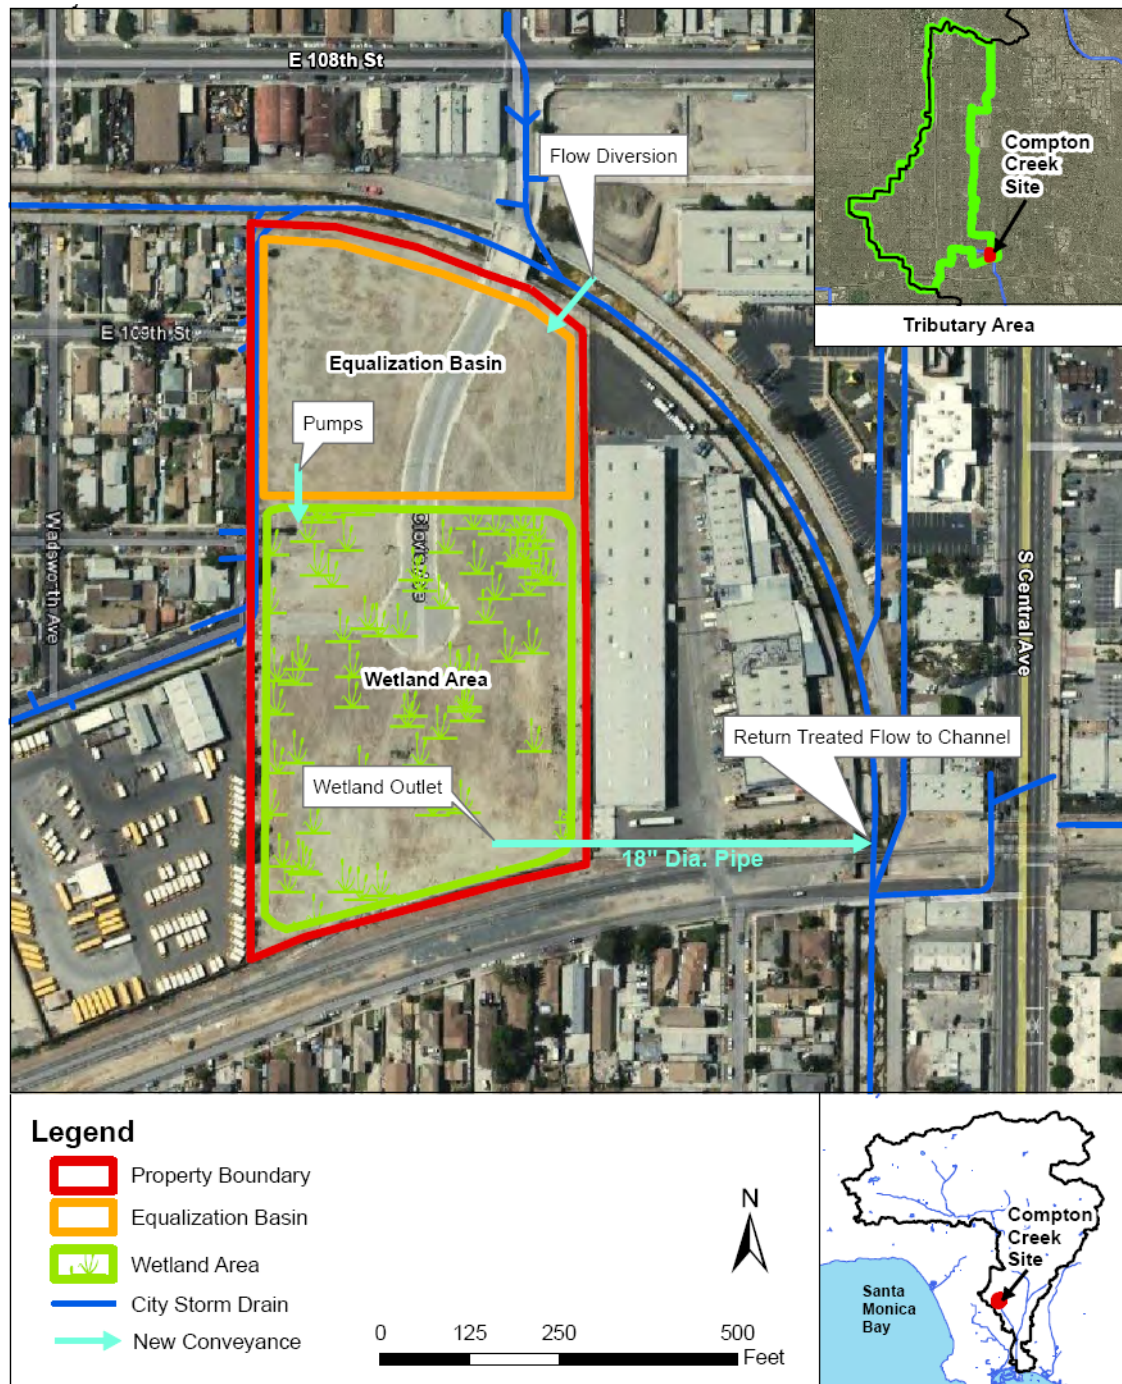 E 108th St
Flow Diversion
Compton
Creek
Site
Tributary Area
E 109th St
Equalization Basin
Pumps
Clovis Ave
Wadsworth Ave
S Central Ave
Wetland Area
Return Treated Flow to Channel
Wetland Outlet
18" Dia. Pipe
Legend
Property Boundary
Equalization Basin
Wetland Area
City Storm Drain
New Conveyance
N
0 125 250 500
Feet
Compton
Creek
Site
Santa
Monica
Bay